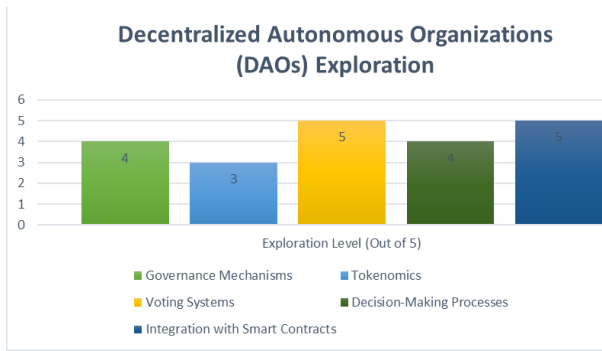 Decentralized Autonomous Organizations
(DAOs) Exploration
6
5
4
3
2
1
0
4
3
5
4
5
Exploration Level (Out of 5)
Governance Mechanisms
Tokenomics
Voting Systems
Decision-Making Processes
Integration with Smart Contracts